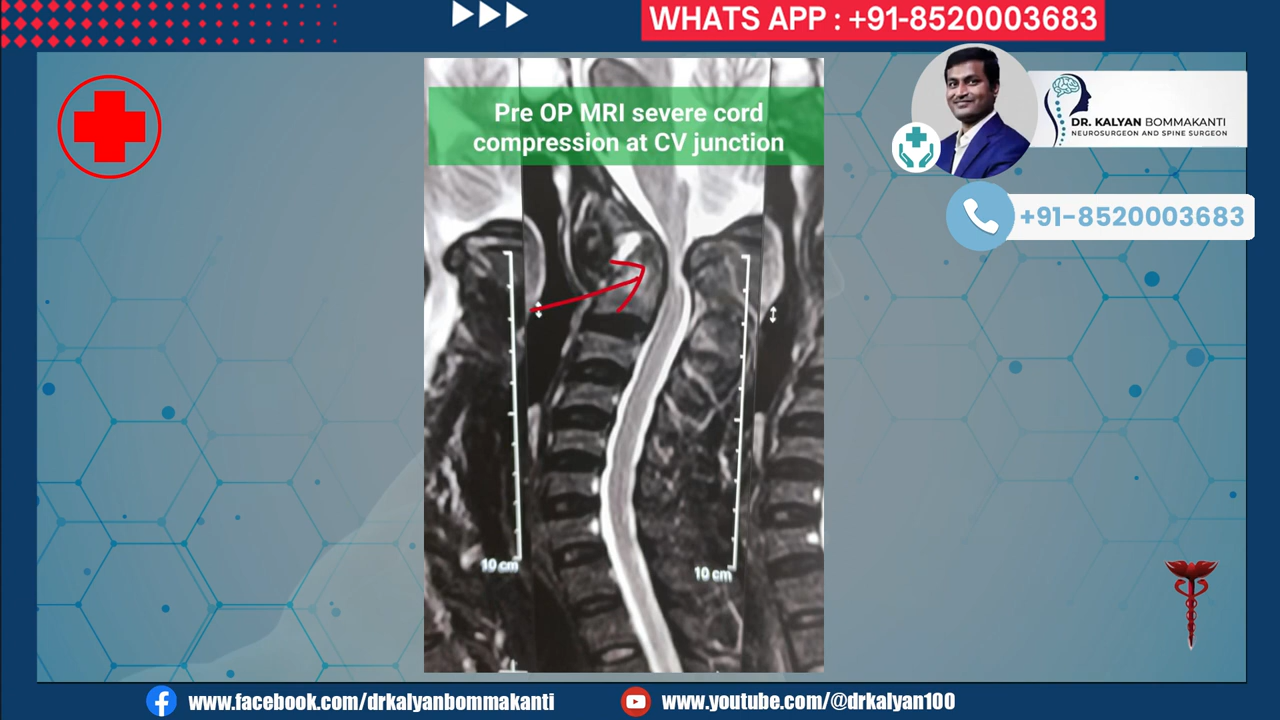 WHATS APP : +91-8520003683
Pre OP MRI severe cord
compression at CV junction
DR. KALYAN BOMMAKANTI
NEUROSURGEON AND SPINE SURGEON
+91-8520003683
10 cm
10 cm
www.facebook.com/drkalyanbommakanti
www.youtube.com/@drkalyan100